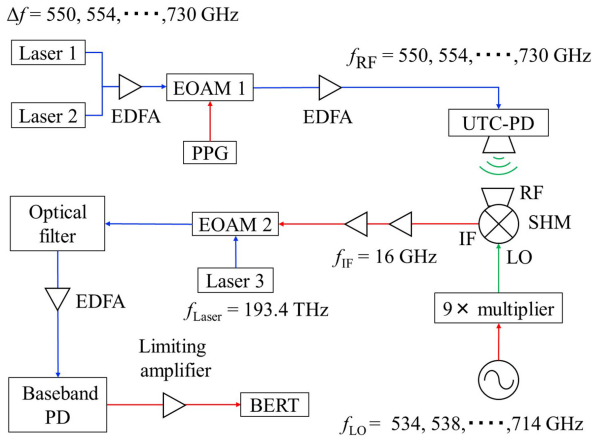 Δf = 550, 554,····,730 GHz
Laser 1
Laser 2
EDFA
EOAM 1
PPG
EDFA
fRF = 550, 554,····,730 GHz
UTC-PD
RF
SHM
IF
LO
fIF = 16 GHz
EOAM 2
Laser 3
fLaser = 193.4 THz
Optical
filter
EDFA
9× multiplier
Limiting
amplifier
Baseband
PD
BERT
fLO 534, 538,····,714 GHz